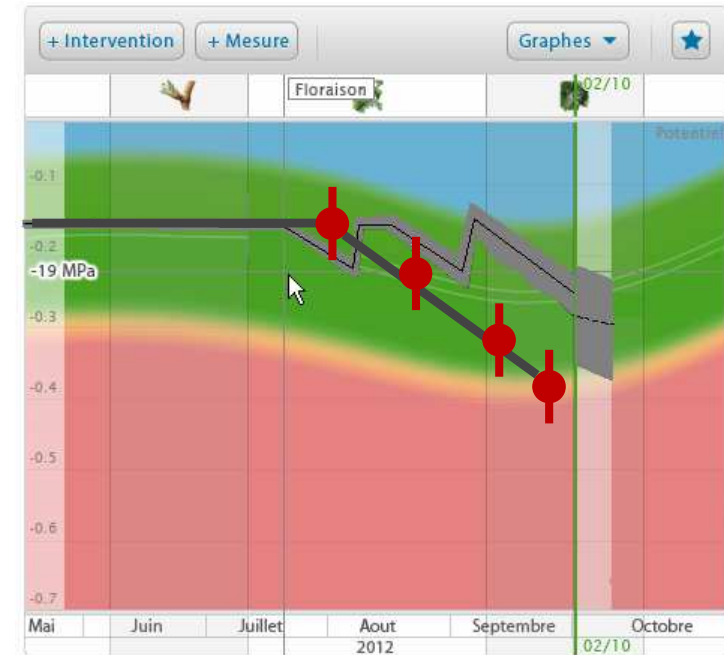 + Intervention + Mesure Graphes
Floraison 02/10
Potentiel
-0.1
-0.2
-19 MPa
-0.3
-0.4
-0.5
-0.6
-0.7
Mai Juin Juillet Aout Septembre Octobre
2012 02/10